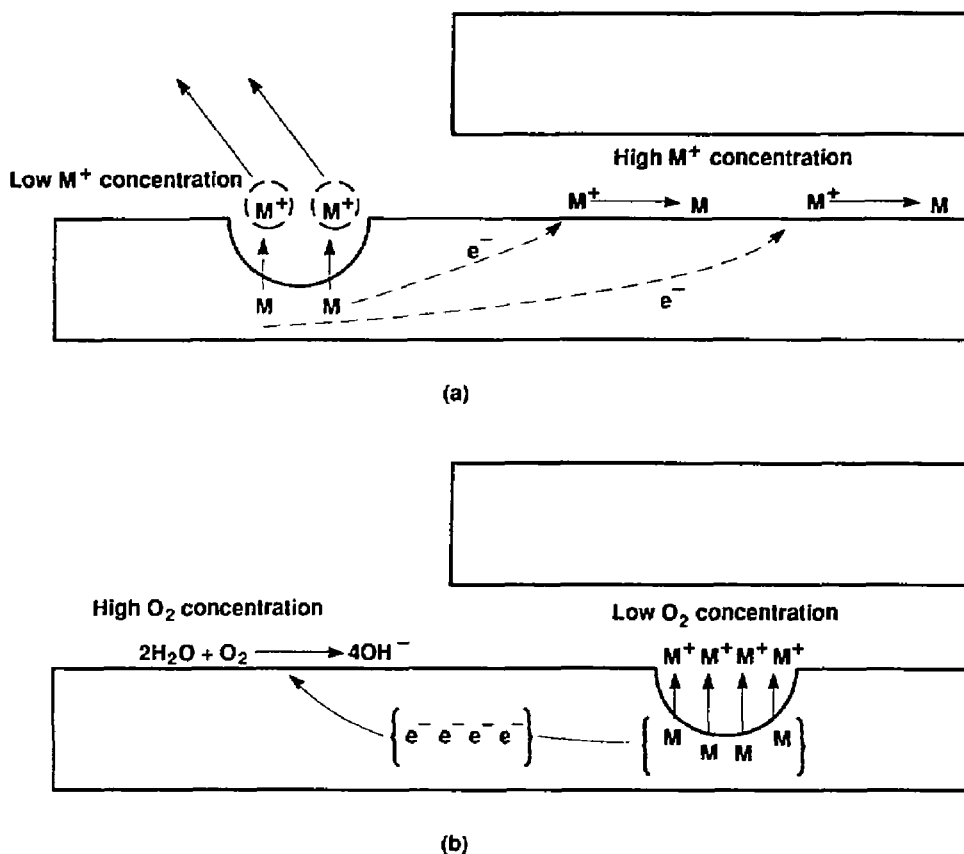 High M⁺ concentration
Low M⁺ concentration
M⁺ M⁺ M⁺ M M⁺ M
e⁻
M M
e⁻
(a)
High O₂ concentration Low O₂ concentration
2H₂O + O₂ → 4OH⁻ M⁺ M⁺ M⁺ M⁺
{ e⁻ e⁻ e⁻ e⁻ } { M M M M }
(b)